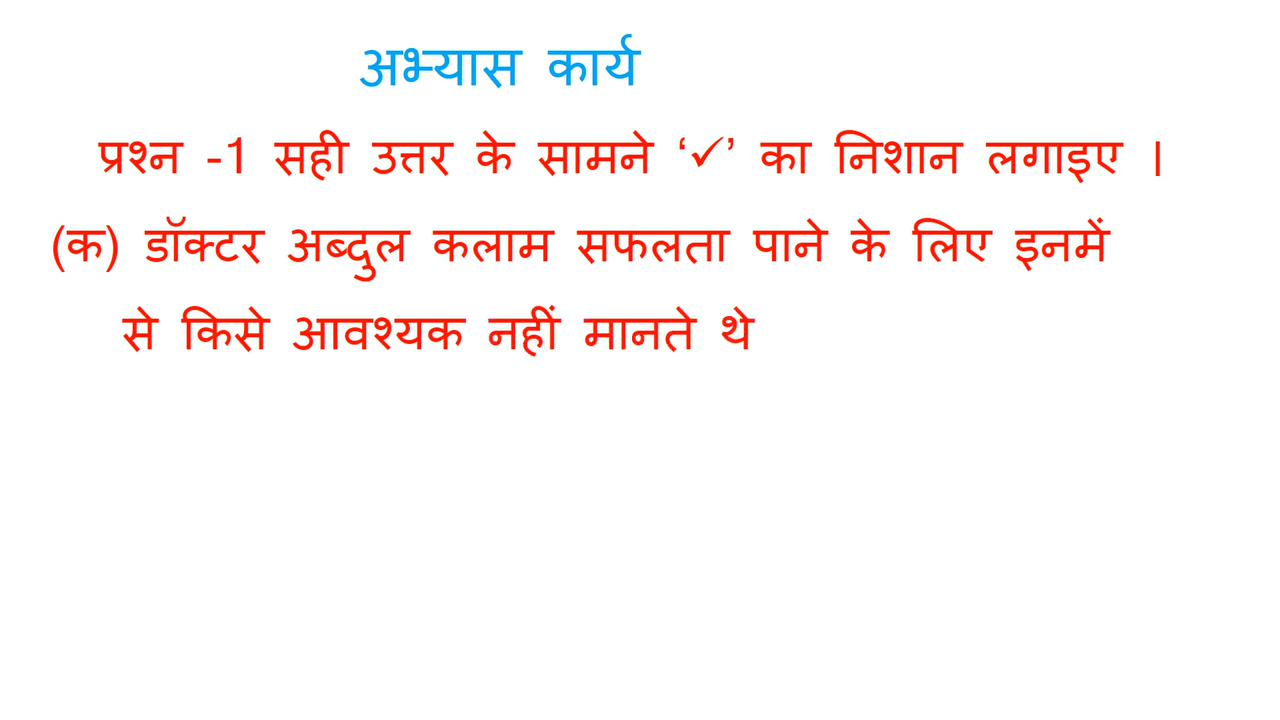 अभ्यास कार्य
प्रश्न -1 सही उत्तर के सामने ‘✓’ का निशान लगाइए ।
(क) डॉक्टर अब्दुल कलाम सफलता पाने के लिए इनमें
से किसे आवश्यक नहीं मानते थे